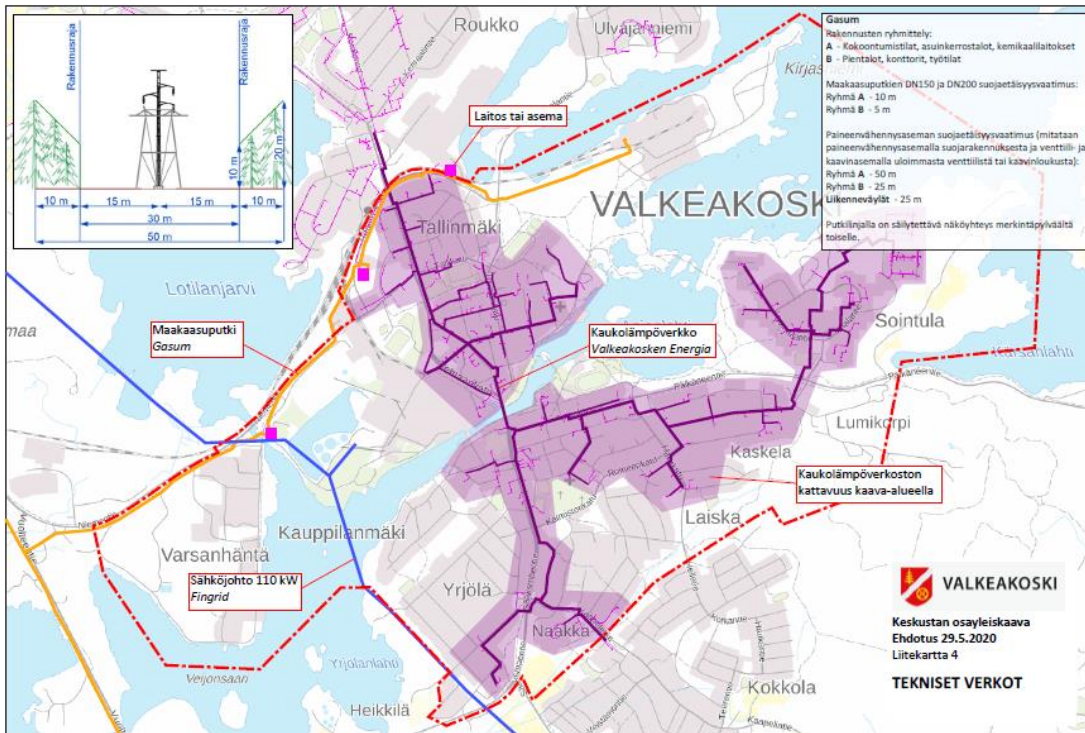 Rakennusraja
Rakennusraja
10 m
20 m
10 m
15 m
15 m
10 m
30 m
50 m
Roukko
Ulvajanniemi
Gasum
Rakennusten ryhmittely:
A - Kokoontumistilat, asuinkerrostalot, kemikaalilaitokset
B - Pientalot, konttorit, työtilat
Maakaasuputkien DN150 ja DN200 suojaetäisyysvaatimus:
Ryhmä A - 10 m
Ryhmä B - 5 m
Paineenvähennysaseman suojaetäisyysvaatimus (mitataan
paineenvähennysasemalla suojarakennuksesta ja venttiili- ja
kaavinasemalla uloimmasta venttiilistä tai kaavinloukusta):
Ryhmä A - 50 m
Ryhmä B - 25 m
Liikenneväylät - 25 m
Putkilinjalla on säilytettävä näköyhteys merkintäpylväältä
toiselle.
Laitos tai asema
VALKEAKOSKI
Tallinmäki
Lotilanjärvi
maa
Maakaasuputki
Gasum
Kaukolämpöverkko
Valkeakosken Energia
Sointula
Lumikorpi
Kaskela
Kaukolämpöverkoston
kattavuus kaava-alueella
Laiska
Kauppilanmäki
Varsanhänta
Sähköjohto 110 kW
Fingrid
Yrjölä
Naakka
Yrjölänlahti
Veijonsaari
Heikkilä
Kokkola
VALKEAKOSKI
Keskustan osayleiskaava
Ehdotus 29.5.2020
Liitekartta 4
TEKNISET VERKOT